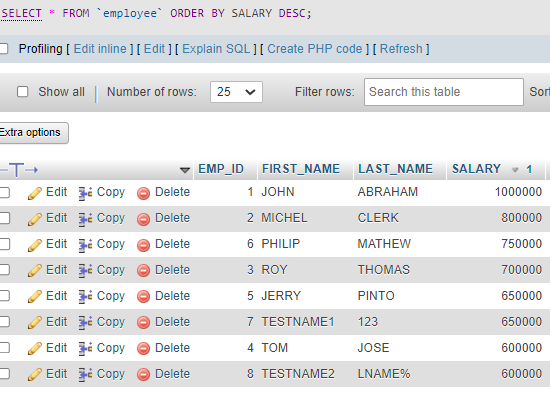 SELECT * FROM `employee` ORDER BY SALARY DESC;
Profiling [ Edit inline ] [ Edit ] [ Explain SQL ] [ Create PHP code ] [ Refresh ]
Show all | Number of rows: 25 Filter rows: Search this table Sort
Extra options
EMP_ID FIRST_NAME LAST_NAME SALARY 1
Edit Copy Delete 1 JOHN ABRAHAM 1000000
Edit Copy Delete 2 MICHEL CLERK 800000
Edit Copy Delete 6 PHILIP MATHEW 750000
Edit Copy Delete 3 ROY THOMAS 700000
Edit Copy Delete 5 JERRY PINTO 650000
Edit Copy Delete 7 TESTNAME1 123 650000
Edit Copy Delete 4 TOM JOSE 600000
Edit Copy Delete 8 TESTNAME2 LNAME% 600000